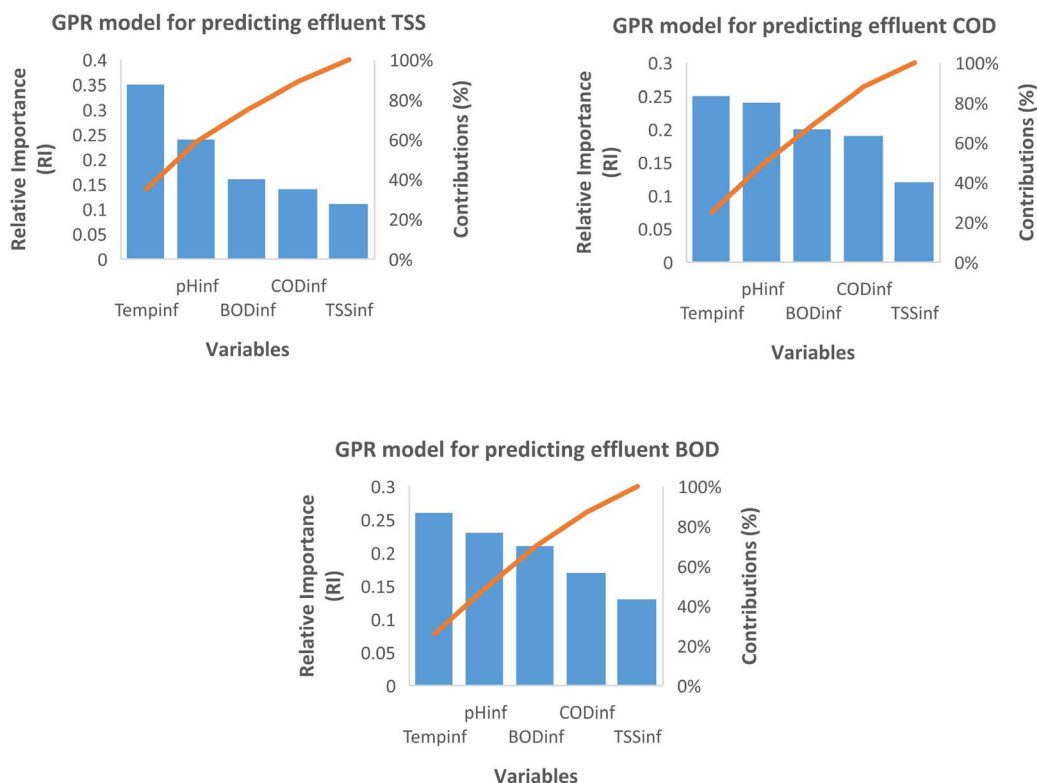 GPR model for predicting effluent TSS
Relative Importance
(RI)
0.4
0.35
0.3
0.25
0.2
0.15
0.1
0.05
0
100%
80%
60%
40%
20%
0%
Contributions (%)
Tempinf
pHinf
BODinf
CODinf
TSSinf
Variables
GPR model for predicting effluent COD
Relative Importance
(RI)
0.3
0.25
0.2
0.15
0.1
0.05
0
100%
80%
60%
40%
20%
0%
Contributions (%)
Tempinf
pHinf
BODinf
CODinf
TSSinf
Variables
GPR model for predicting effluent BOD
Relative Importance
(RI)
0.3
0.25
0.2
0.15
0.1
0.05
0
100%
80%
60%
40%
20%
0%
Contributions (%)
Tempinf
pHinf
BODinf
CODinf
TSSinf
Variables